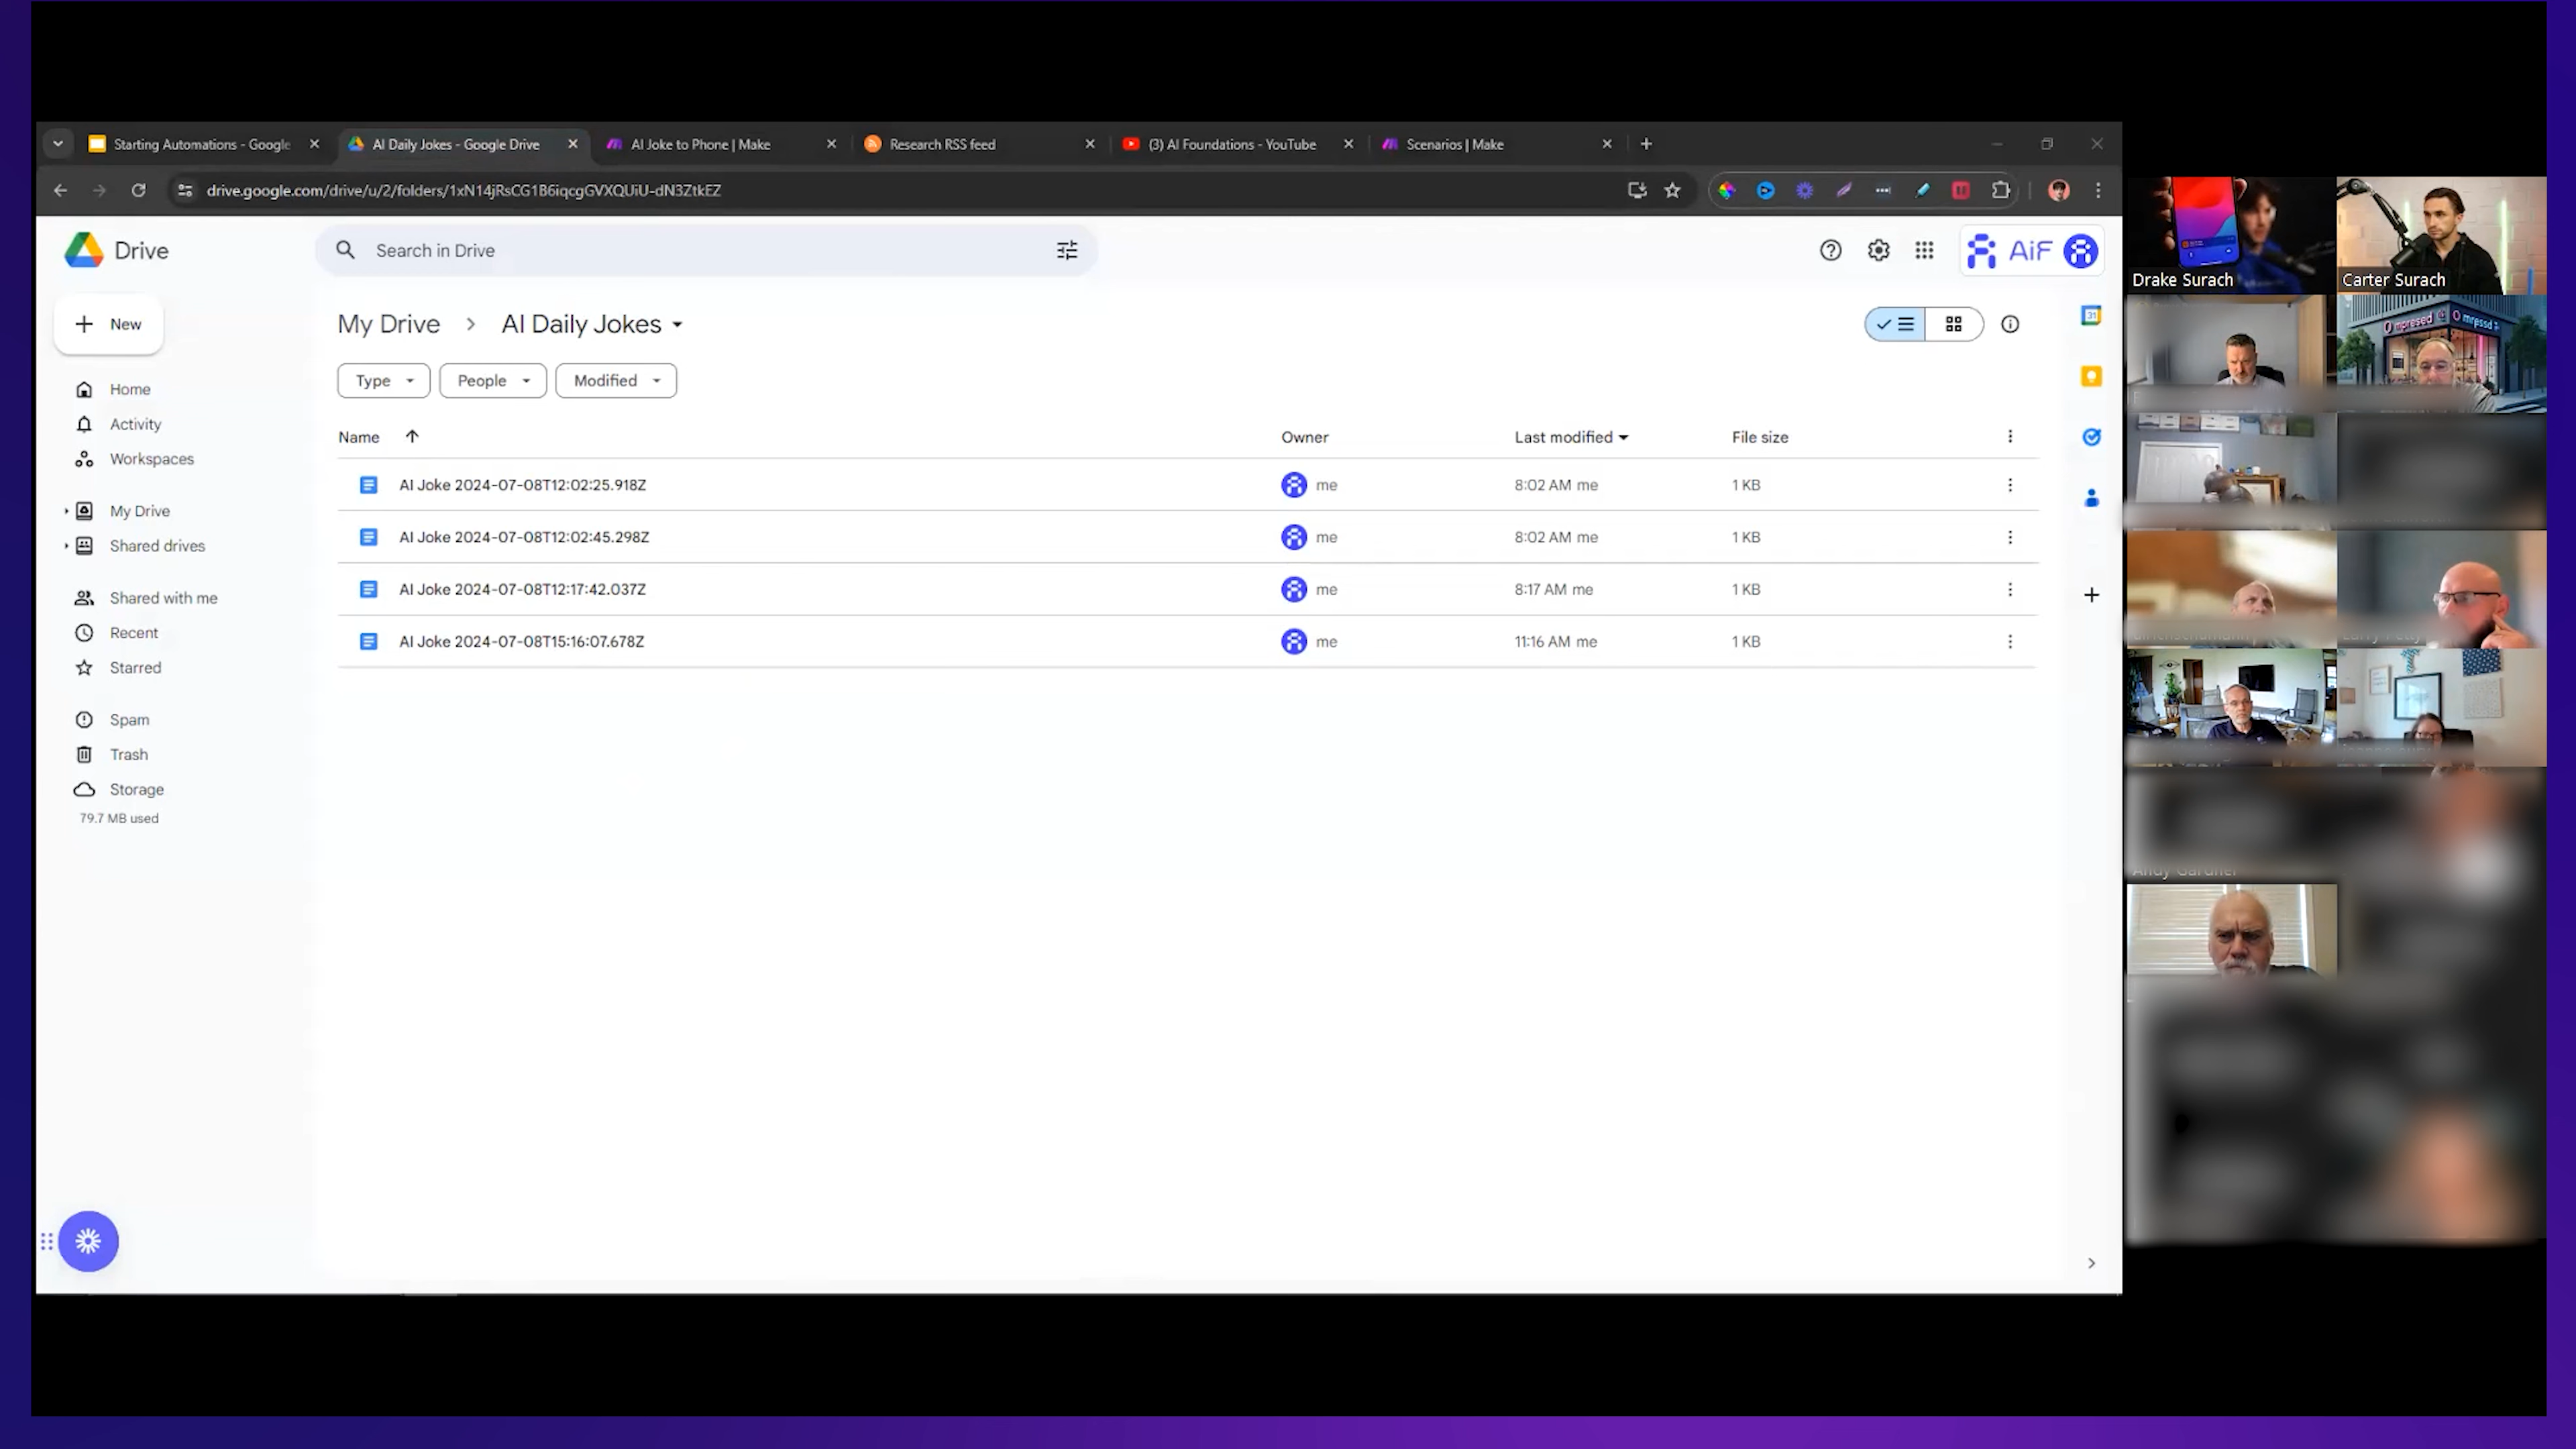 Starting Automations - Google
AI Daily Jokes - Google Drive
AI Joke to Phone | Make
Research RSS feed
(3) AI Foundations - YouTube
Scenarios | Make
drive.google.com/drive/u/2/folders/1xN14jRsCG1B6iqcgGVXQUiU-dN3ZtkEZ
Drive
Search in Drive
AiF
New
My Drive
AI Daily Jokes
31
Type
People
Modified
Home
Activity
Workspaces
My Drive
Shared drives
Shared with me
Recent
Starred
Spam
Trash
Storage
79.7 MB used
Name Owner Last modified File size
AI Joke 2024-07-08T12:02:25.918Z me 8:02 AM me 1 KB
AI Joke 2024-07-08T12:02:45.298Z me 8:02 AM me 1 KB
AI Joke 2024-07-08T12:17:42.037Z me 8:17 AM me 1 KB
AI Joke 2024-07-08T15:16:07.678Z me 11:16 AM me 1 KB
Drake Surach
Carter Surach
Andy Gardner